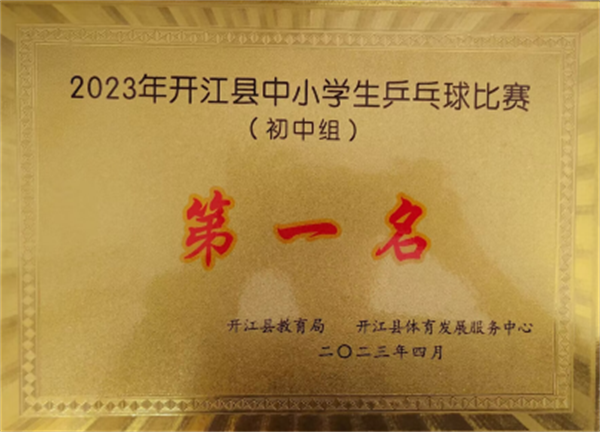 2023年开江县中小学生乒乓球比赛
（初中组）
第一名
开江县教育局 开江县体育发展服务中心
二〇二三年四月